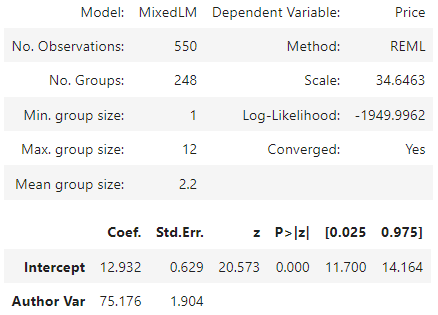 Model: MixedLM Dependent Variable: Price
No. Observations: 550 Method: REML
No. Groups: 248 Scale: 34.6463
Min. group size: 1 Log-Likelihood: -1949.9962
Max. group size: 12 Converged: Yes
Mean group size: 2.2
Coef. Std.Err. z P>|z| [0.025 0.975]
Intercept 12.932 0.629 20.573 0.000 11.700 14.164
Author Var 75.176 1.904